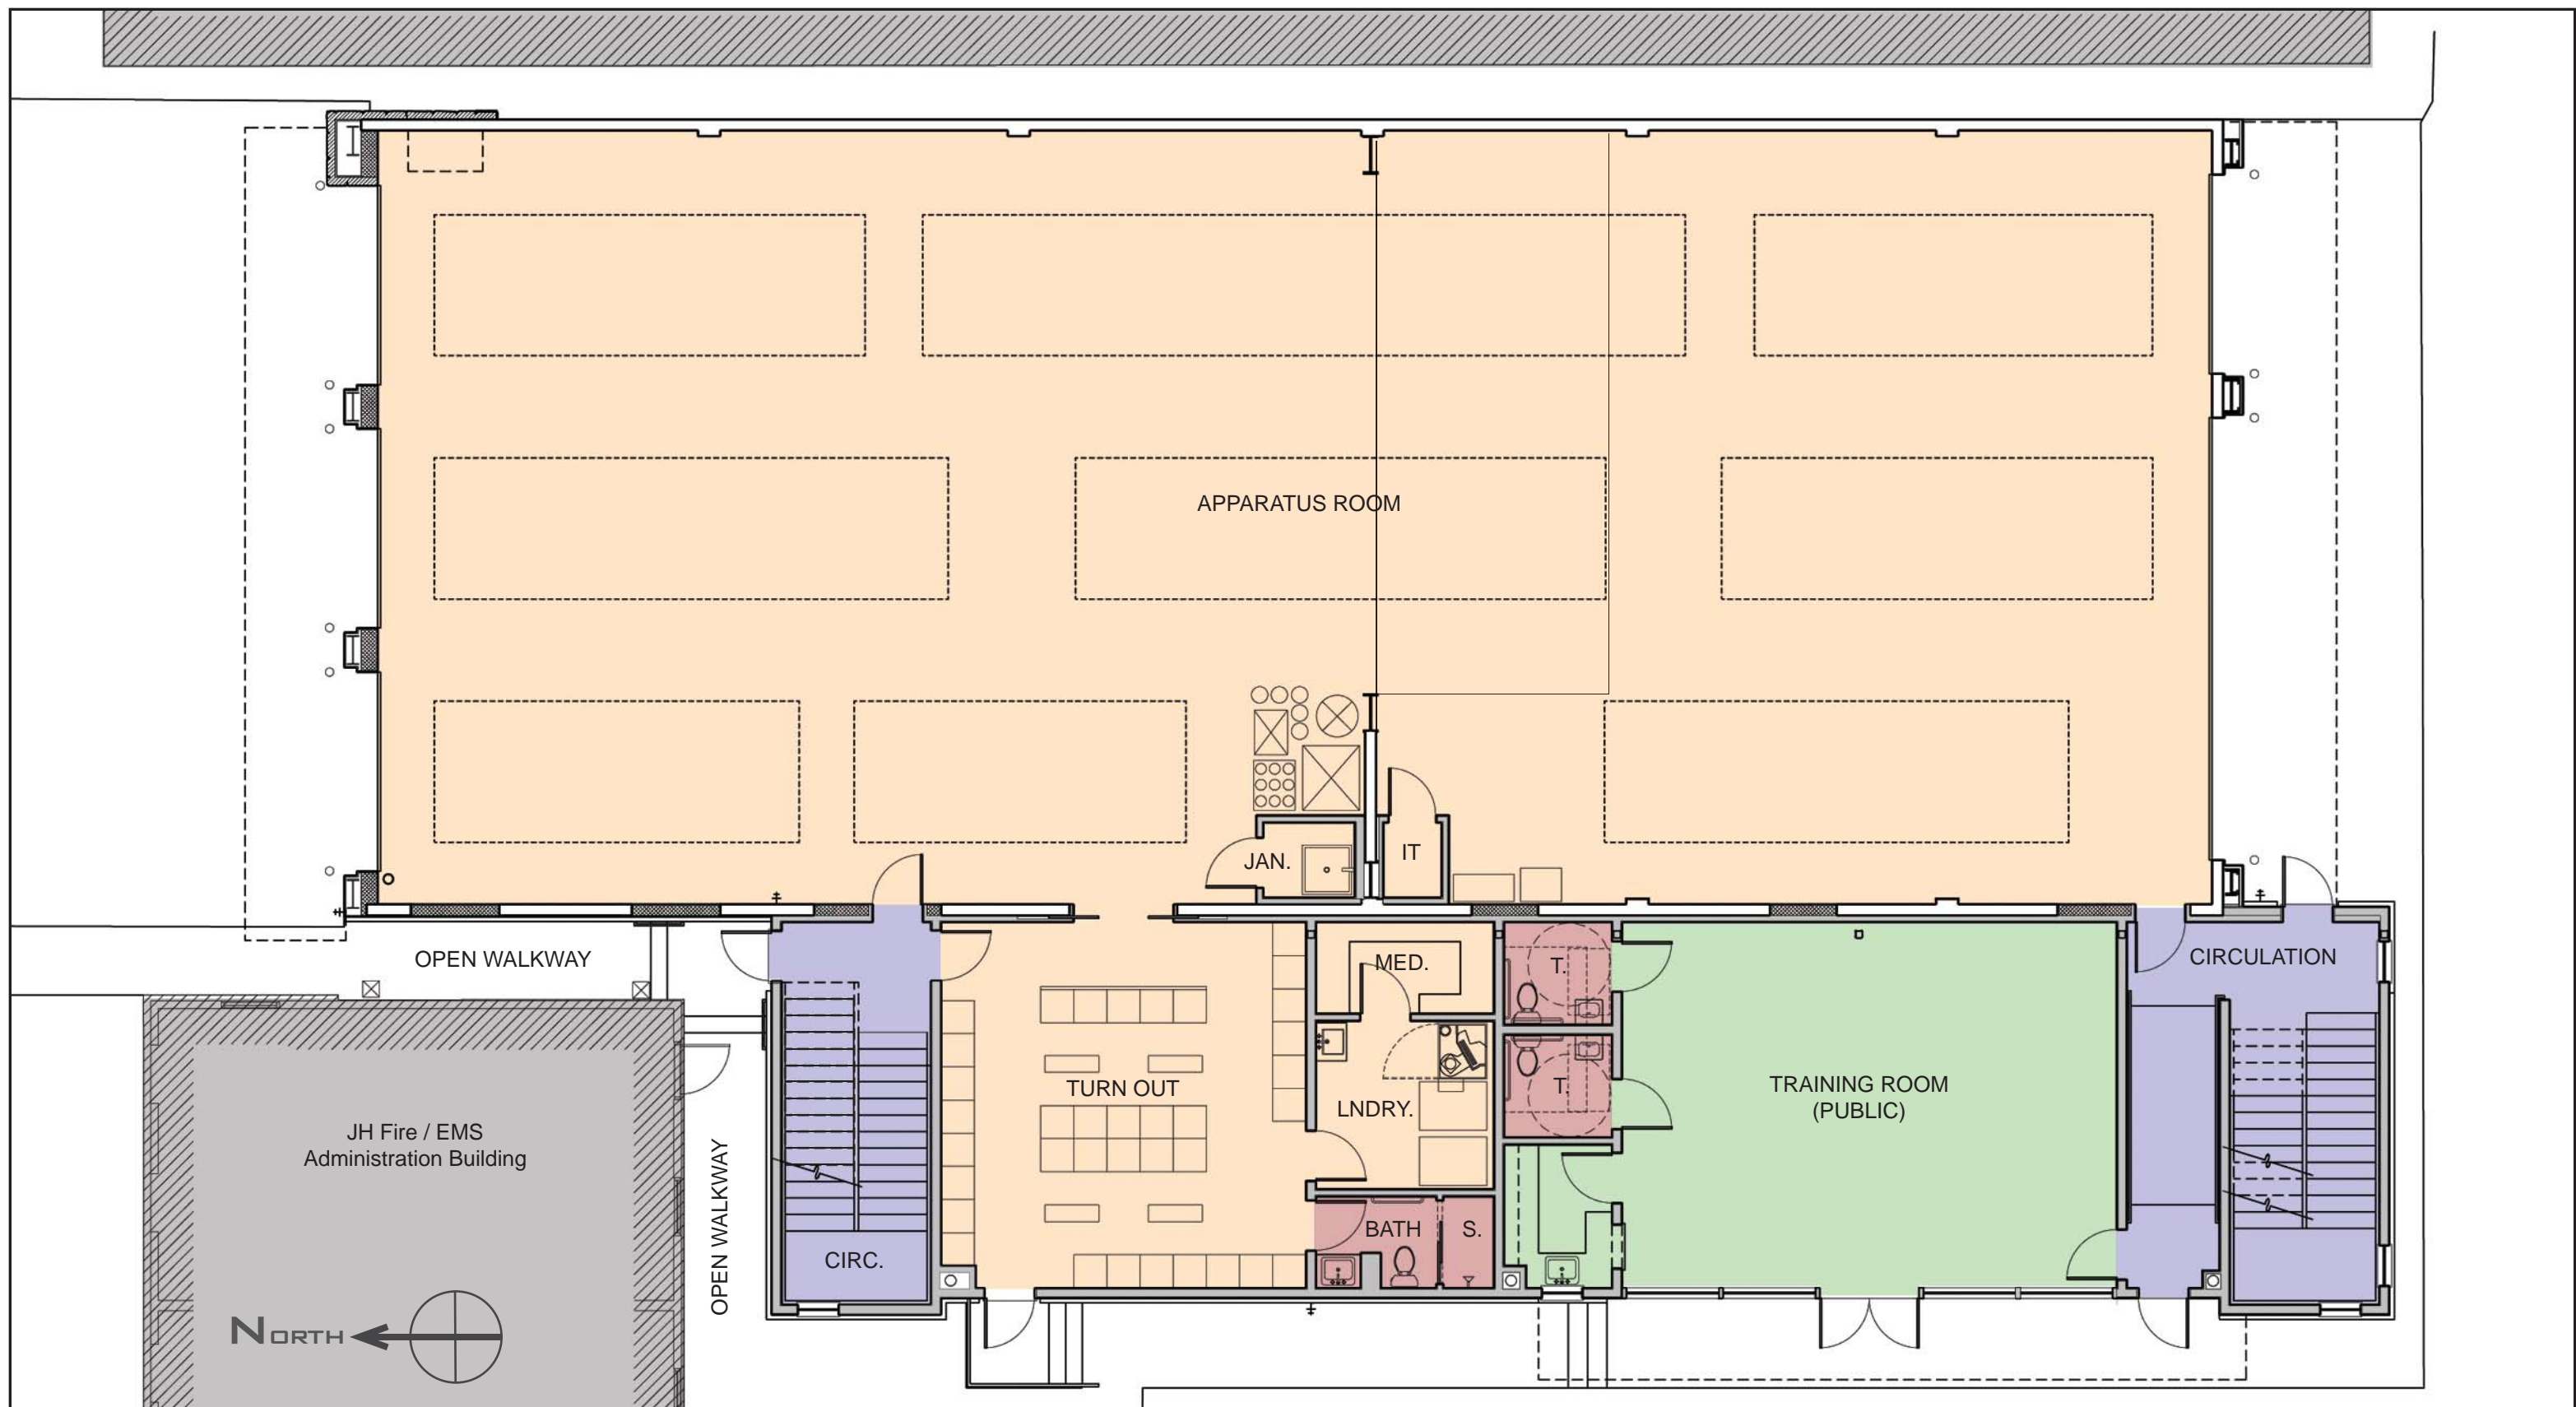 APPARATUS ROOM
JAN.
IT
OPEN WALKWAY
MED.
T.
CIRCULATION
TURN OUT
LNDRY.
T.
TRAINING ROOM
(PUBLIC)
JH Fire / EMS
Administration Building
OPEN WALKWAY
CIRC.
BATH
S.
NORTH